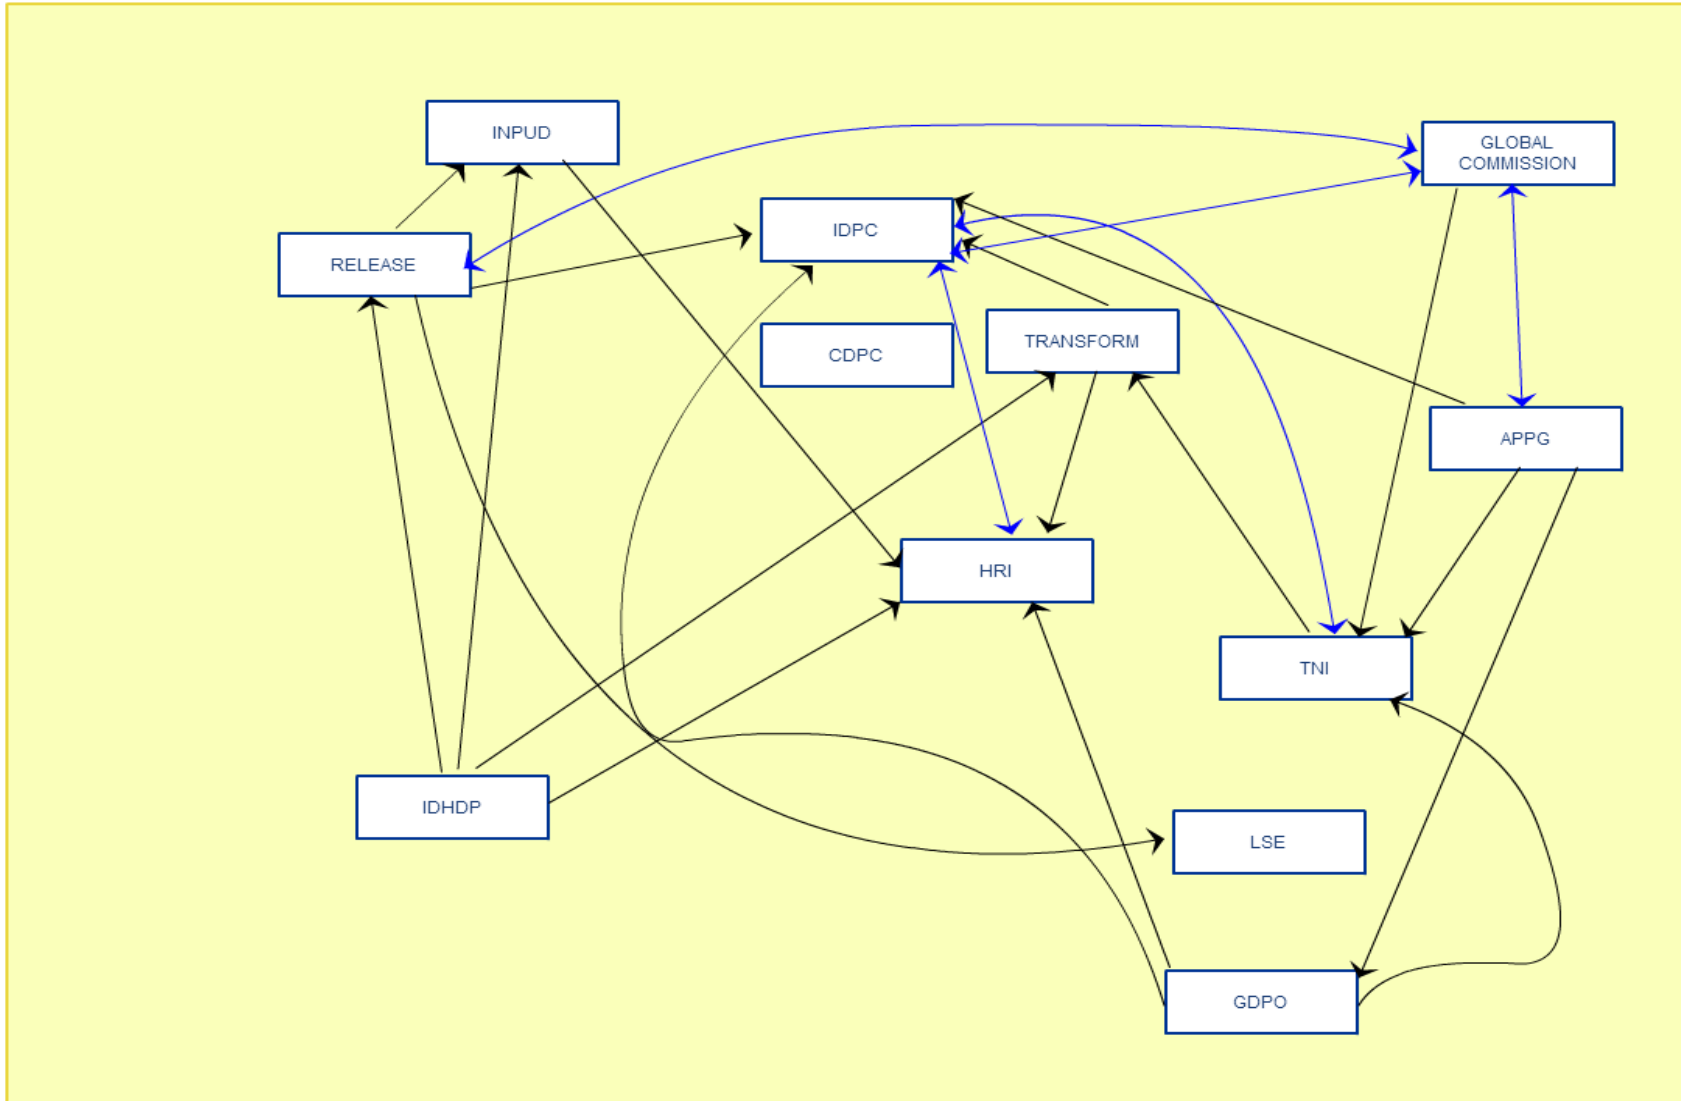 INPUD
GLOBAL
COMMISSION
IDPC
RELEASE
TRANSFORM
CDPC
APPG
HRI
TNI
IDHDP
LSE
GDPO